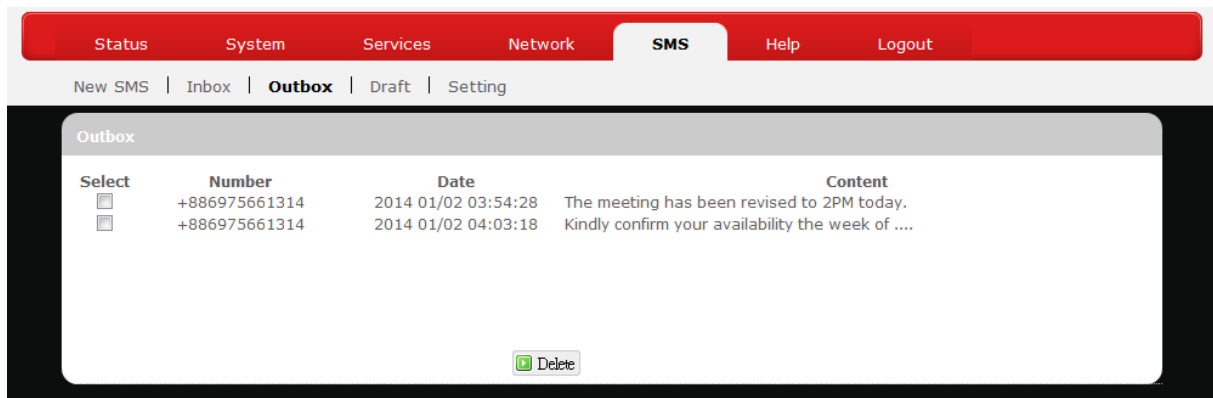 Status System Services Network SMS Help Logout
New SMS | Inbox | Outbox | Draft | Setting
Outbox
Select Number Date Content
+886975661314 2014 01/02 03:54:28 The meeting has been revised to 2PM today.
+886975661314 2014 01/02 04:03:18 Kindly confirm your availability the week of ....
Delete